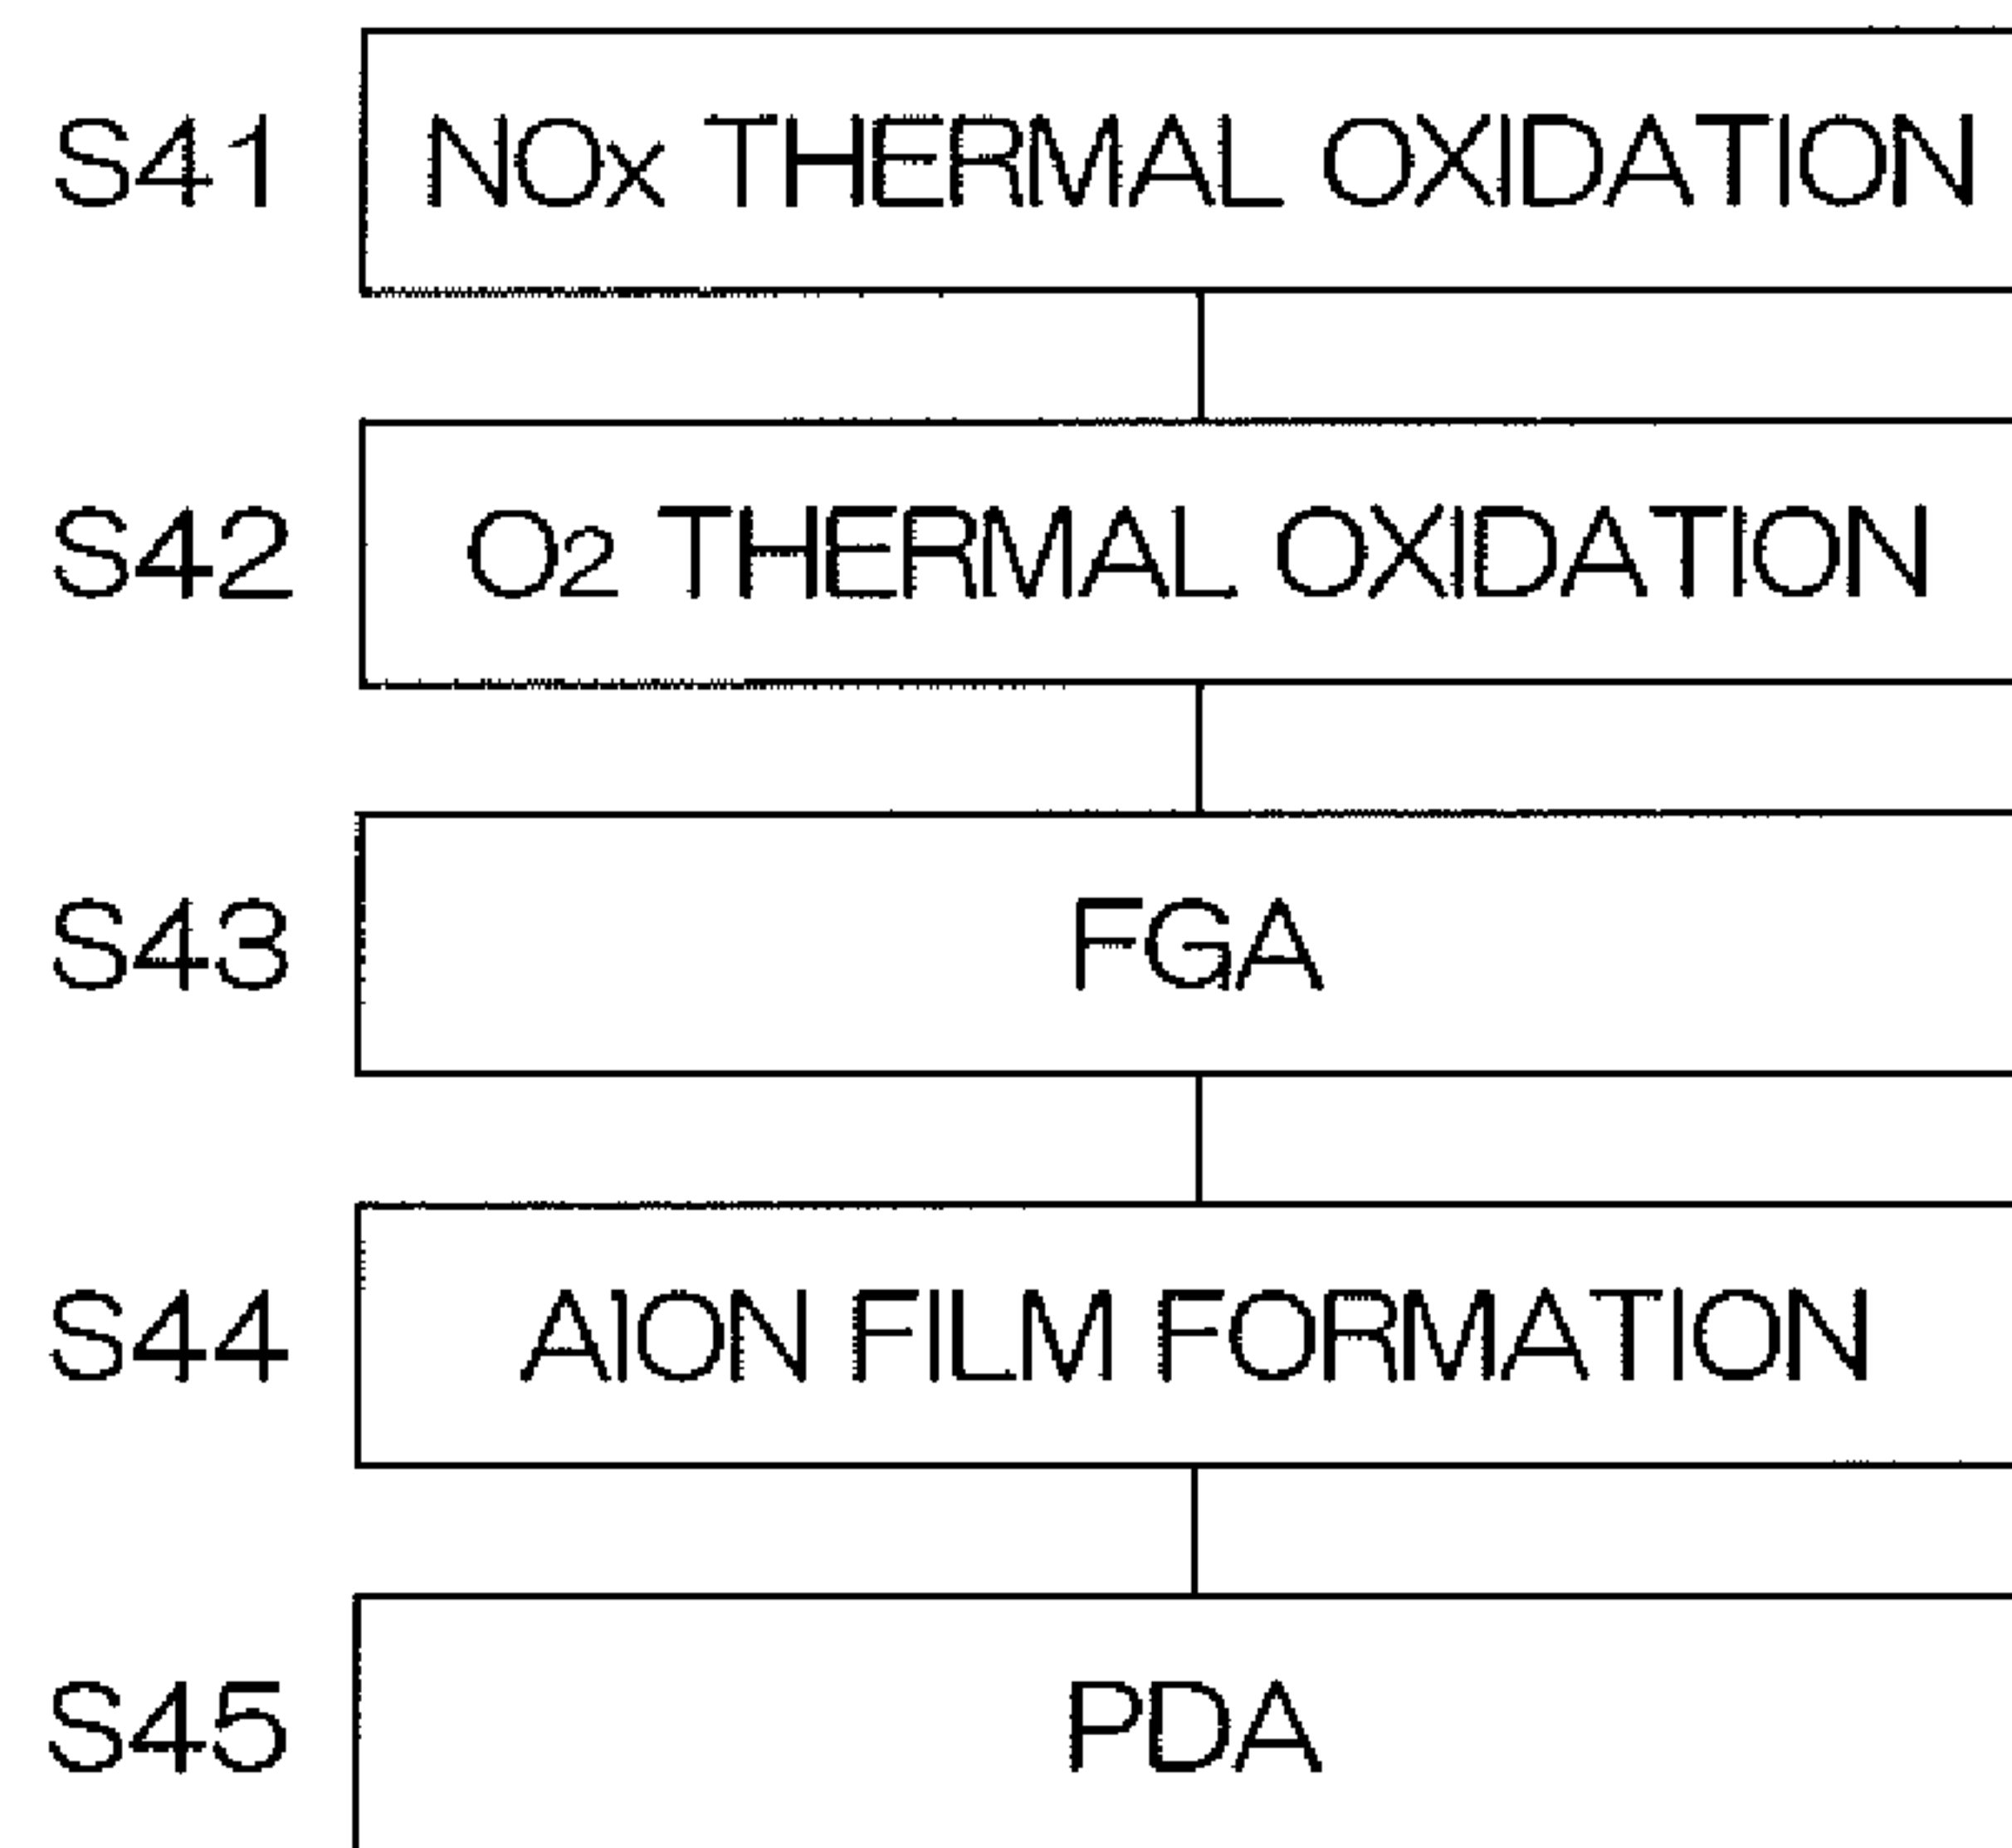 S41 NOx THERMAL OXIDATION
S42 O2 THERMAL OXIDATION
S43 FGA
S44 AlON FILM FORMATION
S45 PDA